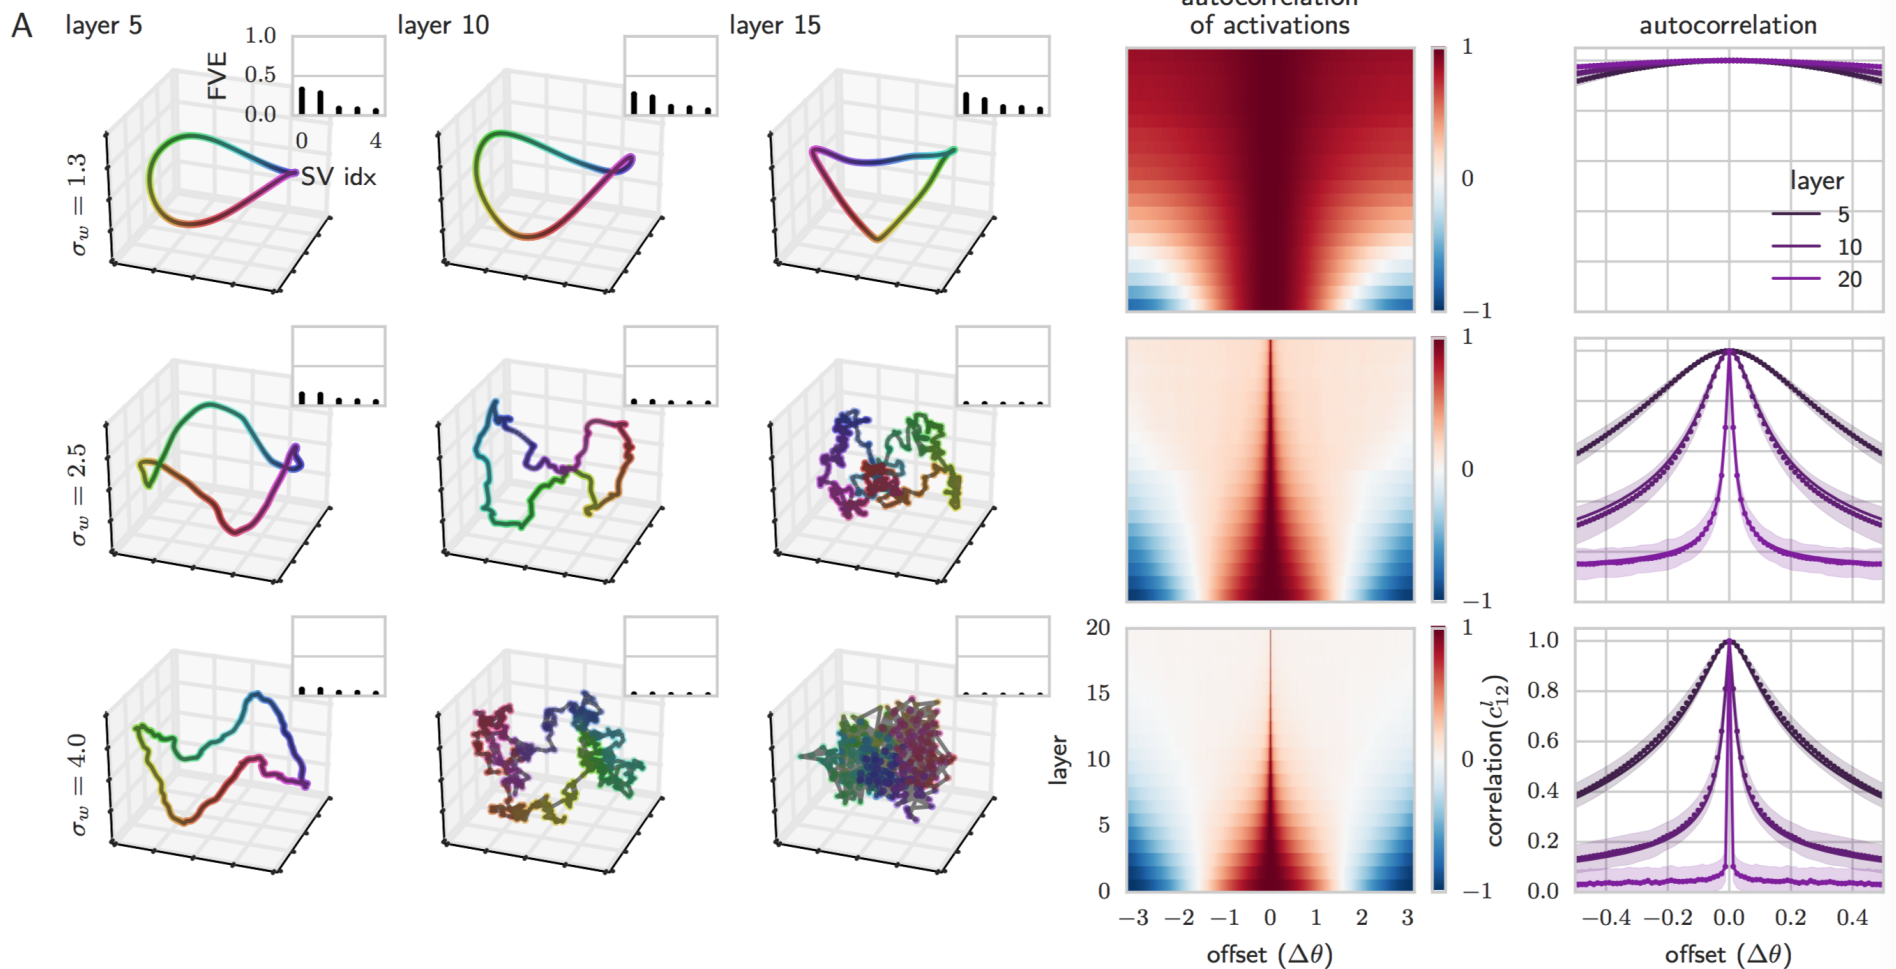 A
layer 5
layer 10
layer 15
autocorrelation
of activations
autocorrelation
FVE
1.0
0.5
0.0
0
4
SV idx
σw = 1.3
1
0
−1
layer
5
10
20
σw = 2.5
1
0
−1
σw = 4.0
layer
20
15
10
5
0
−3 −2 −1 0 1 2 3
offset (Δθ)
1
0
−1
correlation(c^l_12)
1.0
0.8
0.6
0.4
0.2
0.0
−0.4 −0.2 0.0 0.2 0.4
offset (Δθ)